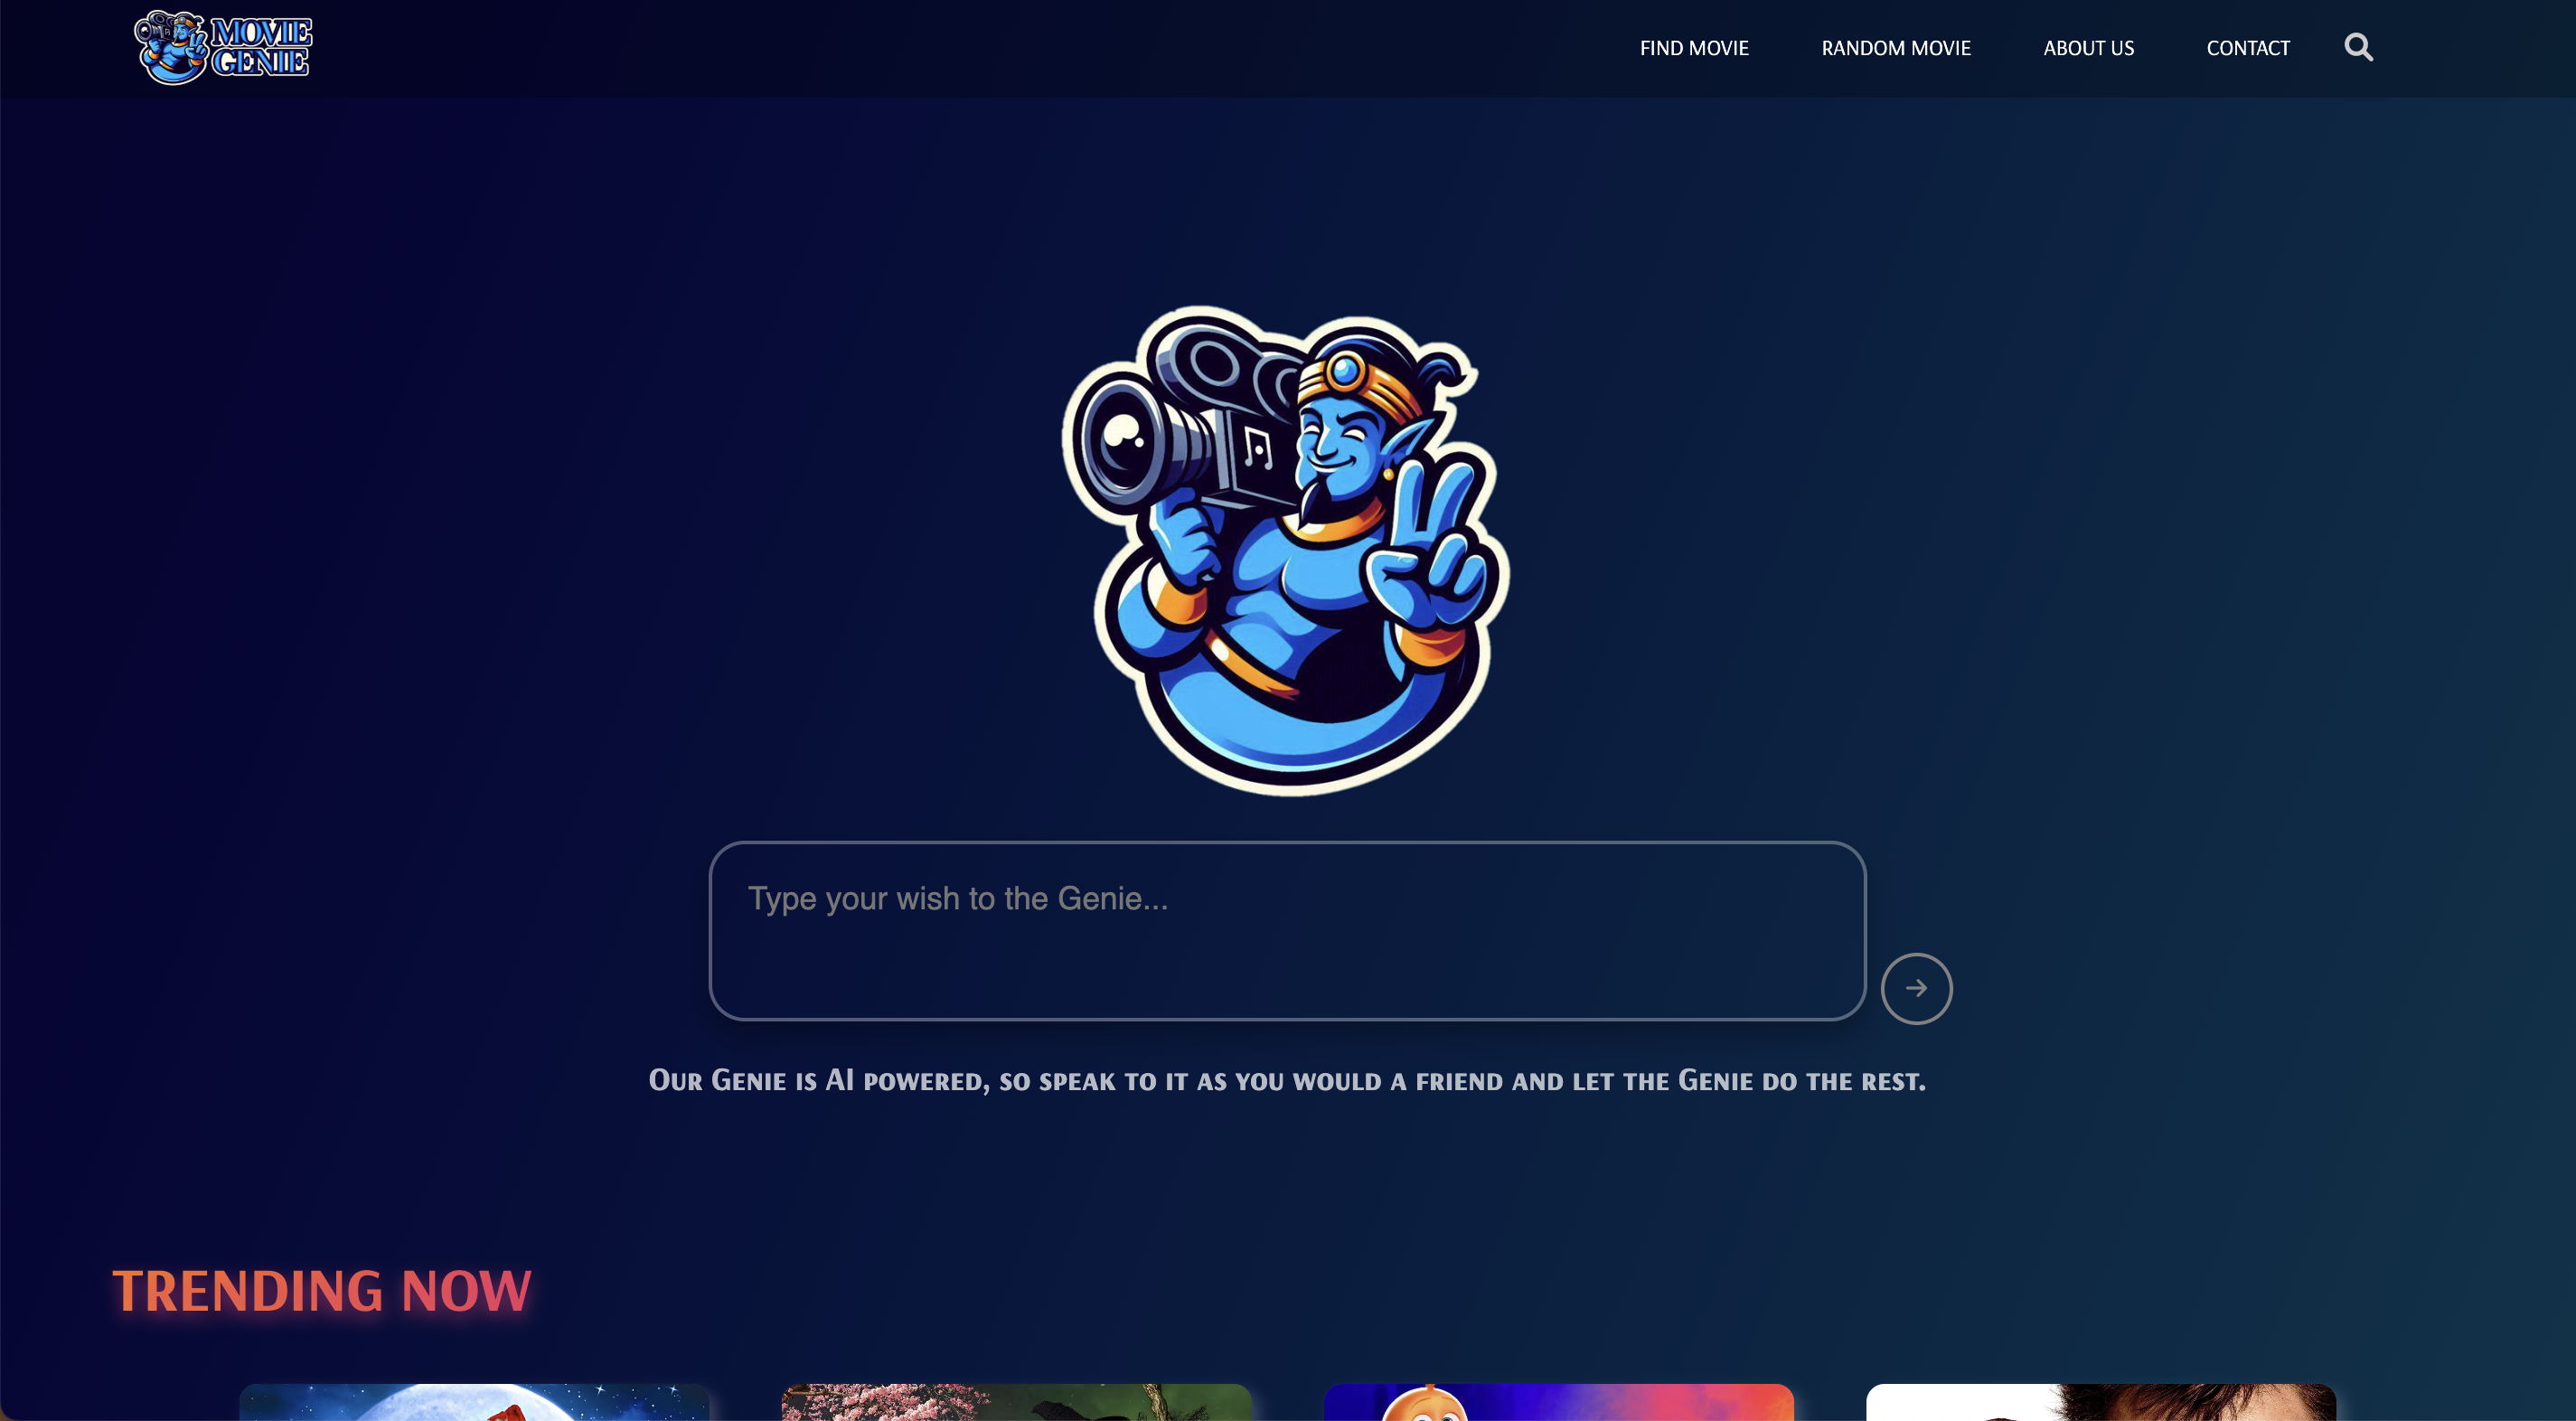 MOVIE
GENIE
FIND MOVIE
RANDOM MOVIE
ABOUT US
CONTACT
Type your wish to the Genie...
Our Genie is AI powered, so speak to it as you would a friend and let the Genie do the rest.
TRENDING NOW